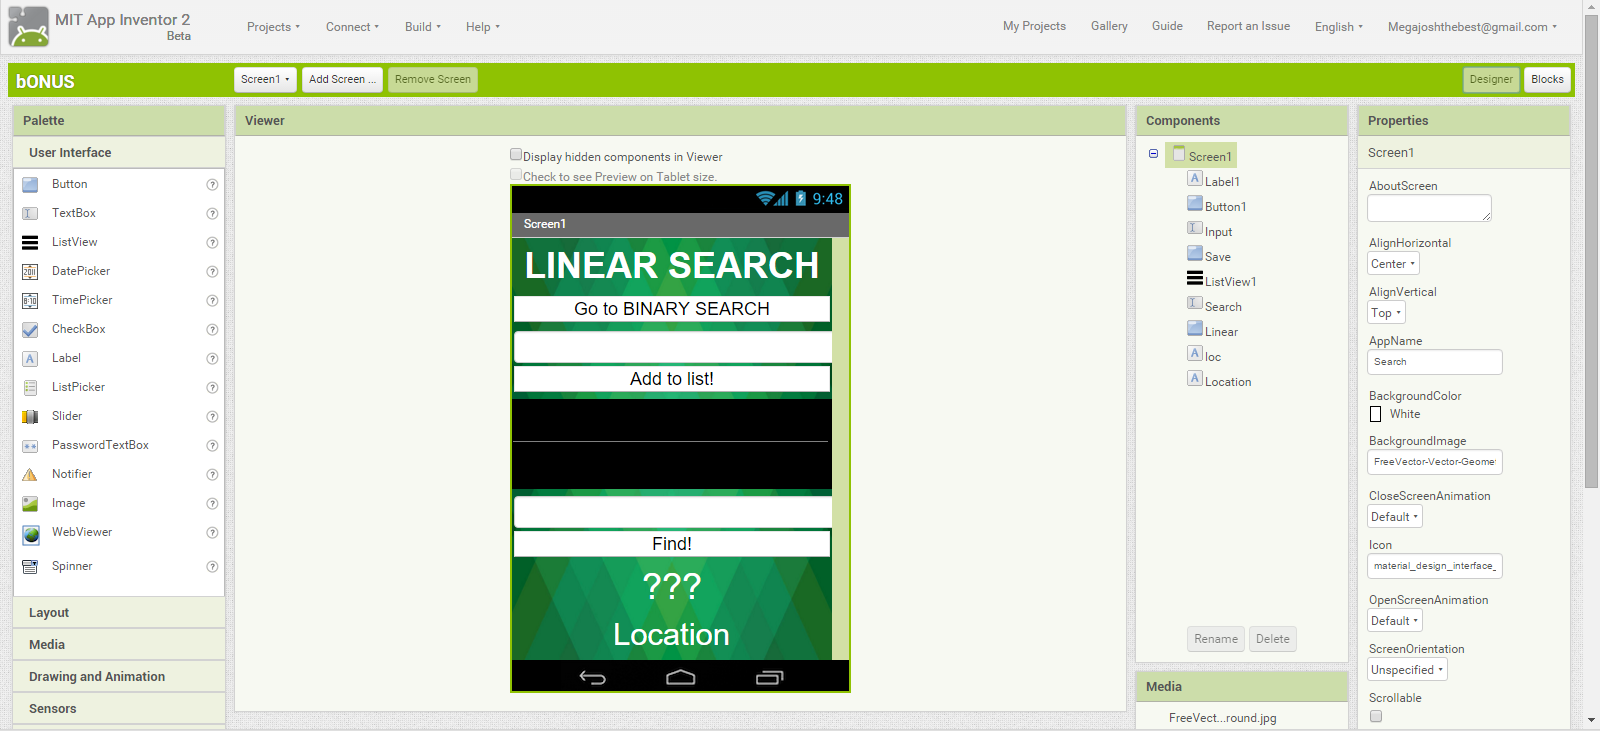 MIT App Inventor 2
Beta
Projects Connect Build Help
My Projects Gallery Guide Report an Issue English Megajoshthebest@gmail.com
bONUS
Screen1 Add Screen ... Remove Screen
Designer Blocks
Palette
User Interface
Button ?
TextBox ?
ListView ?
DatePicker ?
TimePicker ?
CheckBox ?
Label ?
ListPicker ?
Slider ?
PasswordTextBox ?
Notifier ?
Image ?
WebViewer ?
Spinner ?
Layout
Media
Drawing and Animation
Sensors
Viewer
Display hidden components in Viewer
Check to see Preview on Tablet size.
9:48
Screen1
LINEAR SEARCH
Go to BINARY SEARCH
Add to list!
Find!
???
Location
Components
Screen1
Label1
Button1
Input
Save
ListView1
Search
Linear
loc
Location
Rename Delete
Media
FreeVect...round.jpg
Properties
Screen1
AboutScreen
AlignHorizontal
Center
AlignVertical
Top
AppName
Search
BackgroundColor
White
BackgroundImage
FreeVector-Vector-Geomet
CloseScreenAnimation
Default
Icon
material_design_interface_
OpenScreenAnimation
Default
ScreenOrientation
Unspecified
Scrollable